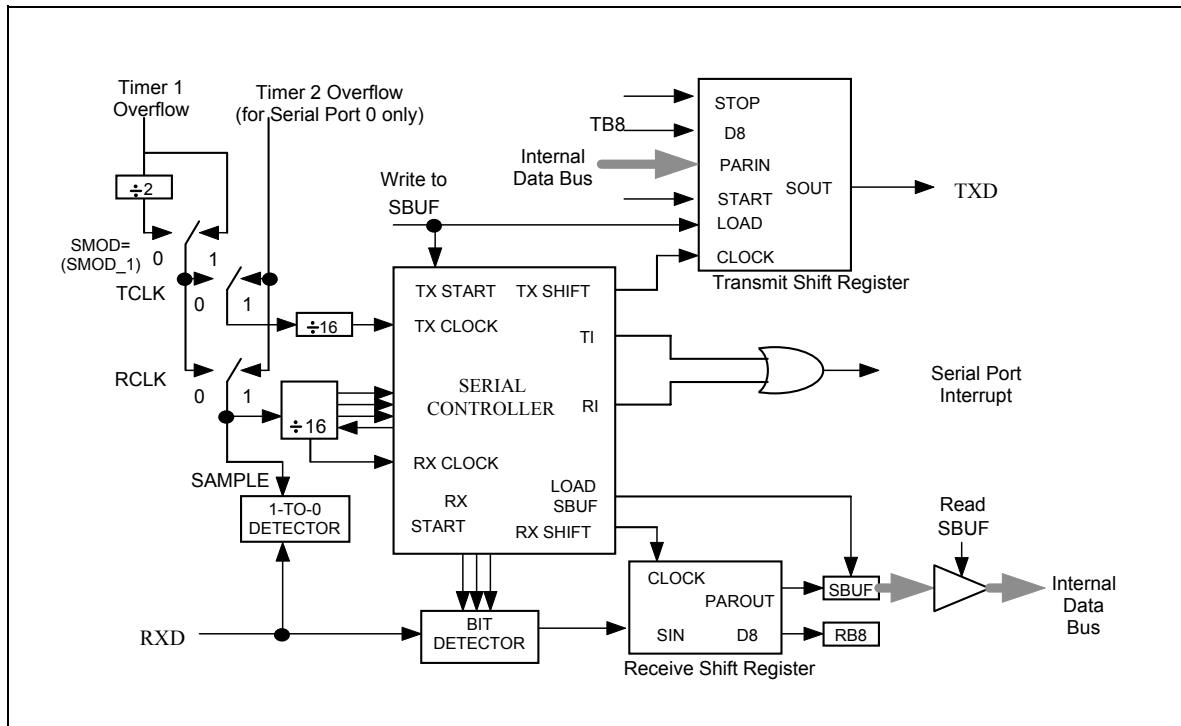 Timer 1
Overflow
Timer 2 Overflow
(for Serial Port 0 only)
÷2
SMOD=
(SMOD_1)
0
1
TCLK
0
1
RCLK
0
1
÷16
÷16
SAMPLE
1-TO-0
DETECTOR
RXD
Write to
SBUF
TB8
Internal
Data Bus
STOP
D8
PARIN
START
LOAD
CLOCK
SOUT
TXD
Transmit Shift Register
TX START
TX SHIFT
TX CLOCK
TI
SERIAL
CONTROLLER
RI
RX CLOCK
LOAD
SBUF
RX
START
RX SHIFT
Serial Port
Interrupt
BIT
DETECTOR
CLOCK
PAROUT
SIN
D8
Receive Shift Register
SBUF
RB8
Read
SBUF
Internal
Data
Bus